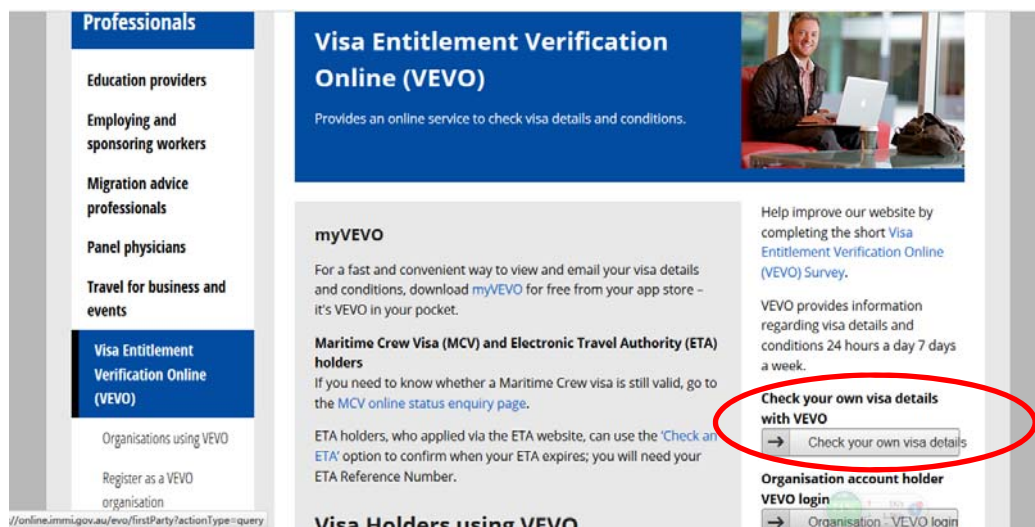 Professionals
Education providers
Employing and
sponsoring workers
Migration advice
professionals
Panel physicians
Travel for business and
events
Visa Entitlement
Verification Online
(VEVO)
Organisations using VEVO
Register as a VEVO
organisation
//online.immi.gov.au/evo/firstParty?actionType=query
Visa Entitlement Verification
Online (VEVO)
Provides an online service to check visa details and conditions.
myVEVO
For a fast and convenient way to view and email your visa details
and conditions, download myVEVO for free from your app store –
it's VEVO in your pocket.
Maritime Crew Visa (MCV) and Electronic Travel Authority (ETA)
holders
If you need to know whether a Maritime Crew visa is still valid, go to
the MCV online status enquiry page.
ETA holders, who applied via the ETA website, can use the 'Check an
ETA' option to confirm when your ETA expires; you will need your
ETA Reference Number.
Visa Holders using VEVO
Help improve our website by
completing the short Visa
Entitlement Verification Online
(VEVO) Survey.
VEVO provides information
regarding visa details and
conditions 24 hours a day 7 days
a week.
Check your own visa details
with VEVO
→ Check your own visa details
Organisation account holder
VEVO login
→ Organisation - VEVO login